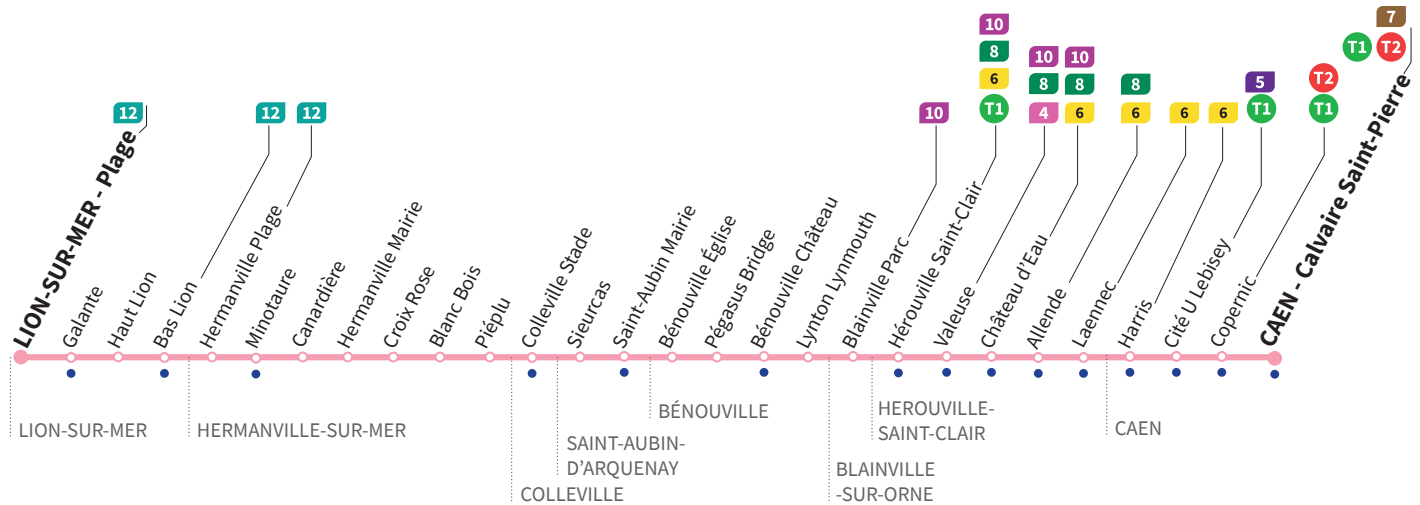 7
10
T1
T2
8
10
10
T2
6
8
8
8
5
12
12
12
10
T1
4
6
6
6
6
T1
T1
LION-SUR-MER - Plage
Galante
Haut Lion
Bas Lion
Hermanville Plage
Minotaure
Canardière
Hermanville Mairie
Croix Rose
Blanc Bois
Piéplu
Colleville Stade
Sieurcas
Saint-Aubin Mairie
Bénouville Église
Pégasus Bridge
Bénouville Château
Lynton Lynmouth
Blainville Parc
Hérouville Saint-Clair
Valeuse
Château d'Eau
Allende
Laennec
Harris
Cité U Lebisey
Copernic
CAEN - Calvaire Saint-Pierre
LION-SUR-MER
HERMANVILLE-SUR-MER
COLLEVILLE
SAINT-AUBIN-
D'ARQUENAY
BÉNOUVILLE
BLAINVILLE
-SUR-ORNE
HEROUVILLE-
SAINT-CLAIR
CAEN